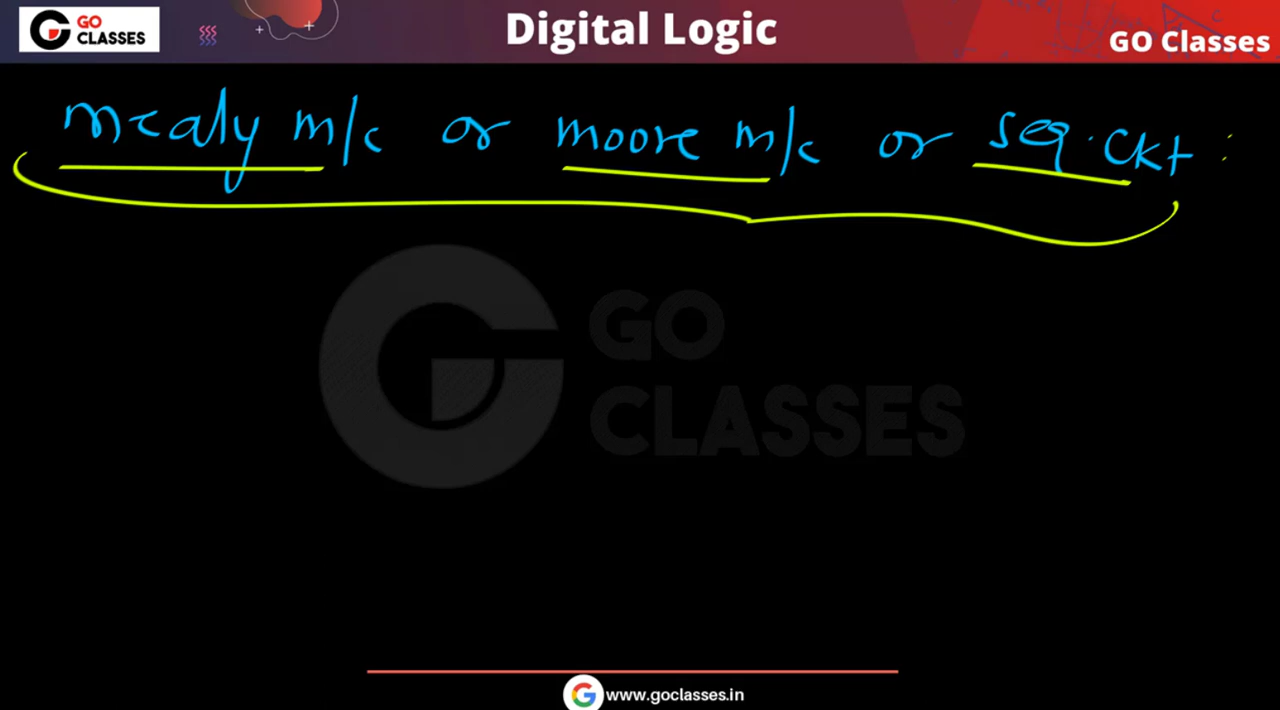 GO CLASSES
Digital Logic
GO Classes
mealy m/c or moore m/c or seq. ckt :
GO
CLASSES
www.goclasses.in